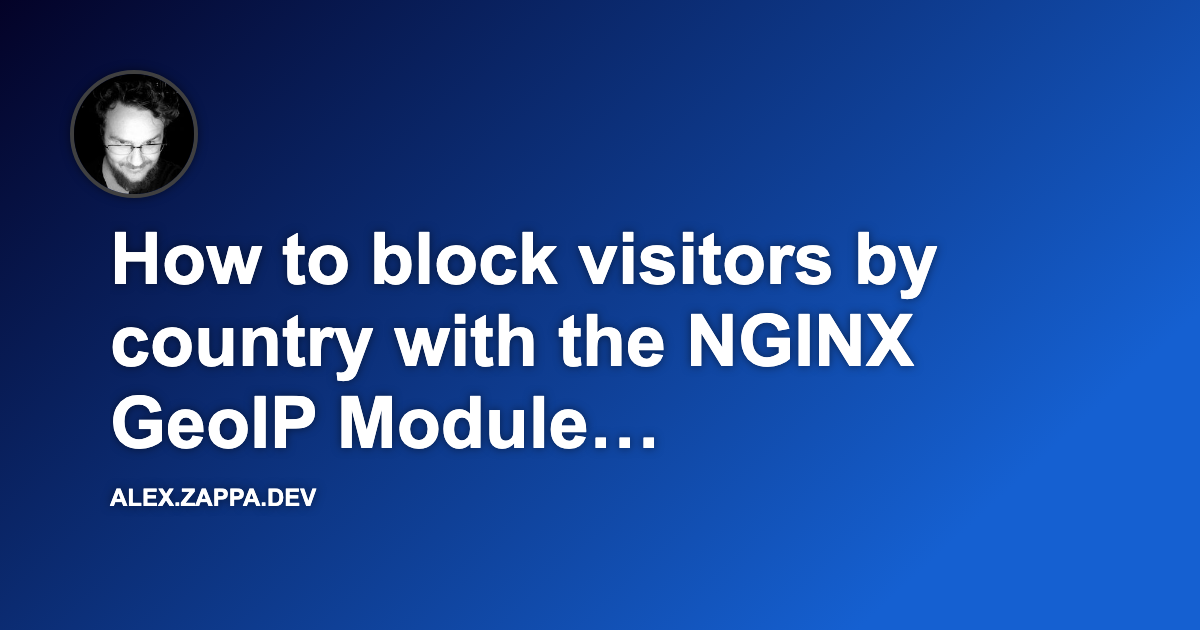 How to block visitors by
country with the NGINX
GeoIP Module…
ALEX.ZAPPA.DEV